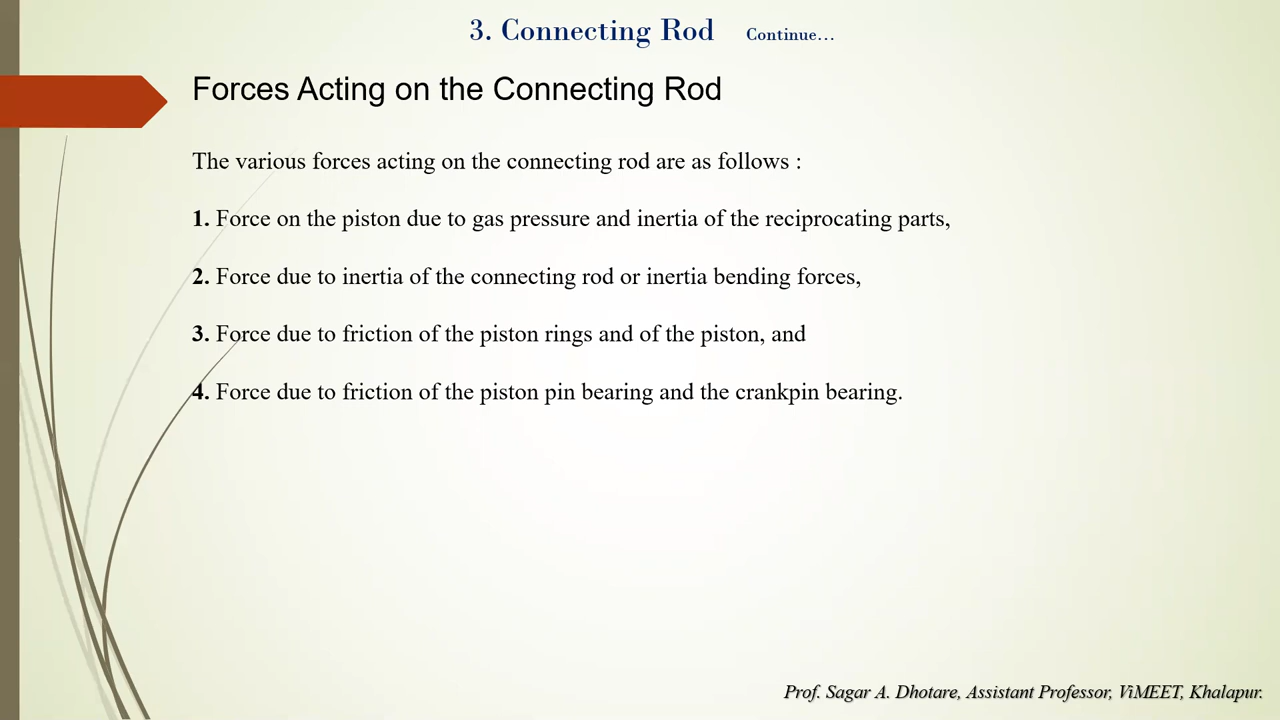 3. Connecting Rod Continue...
Forces Acting on the Connecting Rod
The various forces acting on the connecting rod are as follows :
1. Force on the piston due to gas pressure and inertia of the reciprocating parts,
2. Force due to inertia of the connecting rod or inertia bending forces,
3. Force due to friction of the piston rings and of the piston, and
4. Force due to friction of the piston pin bearing and the crankpin bearing.
Prof. Sagar A. Dhotare, Assistant Professor, ViMEET, Khalapur.